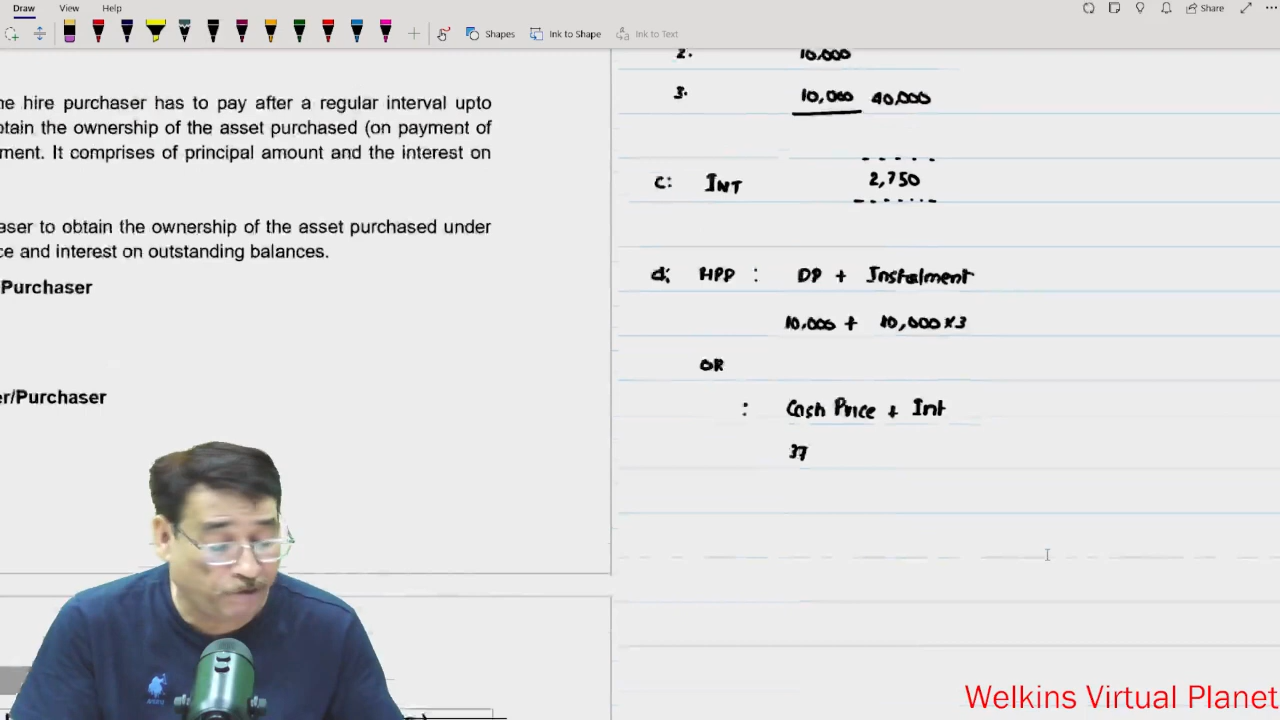 Draw View Help
Share
Shapes Ink to Shape Ink to Text
he hire purchaser has to pay after a regular interval upto
btain the ownership of the asset purchased (on payment of
ment. It comprises of principal amount and the interest on
aser to obtain the ownership of the asset purchased under
ce and interest on outstanding balances.
Purchaser
er/Purchaser
2. 10,000
3. 10,000 40,000
C: INT 2,750
d: HPP : DP + Instalment
10,000 + 10,000×3
OR
: Cash Price + Int
37
Welkins Virtual Planet